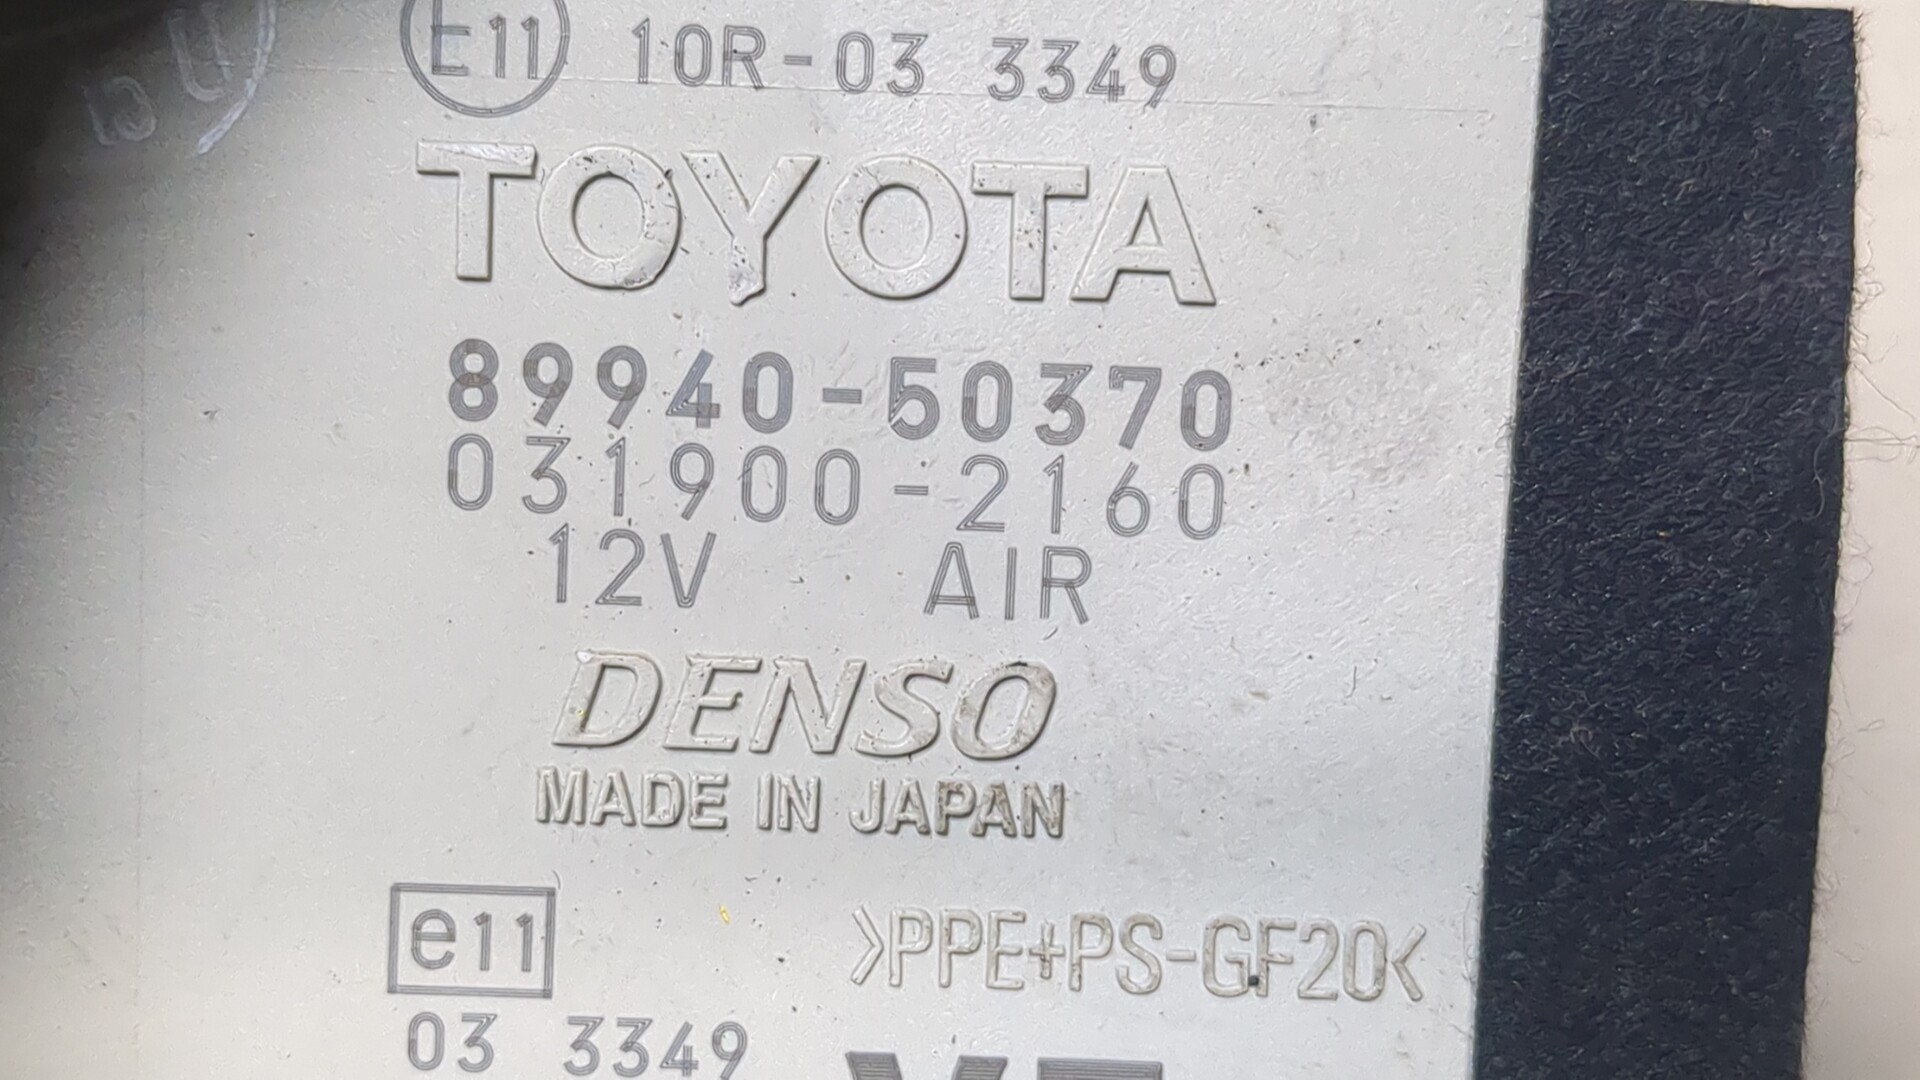 E11 10R-03 3349
TOYOTA
89940-50370
031900-2160
12V AIR
DENSO
MADE IN JAPAN
e11
>PPE+PS-GF20<
03 3349